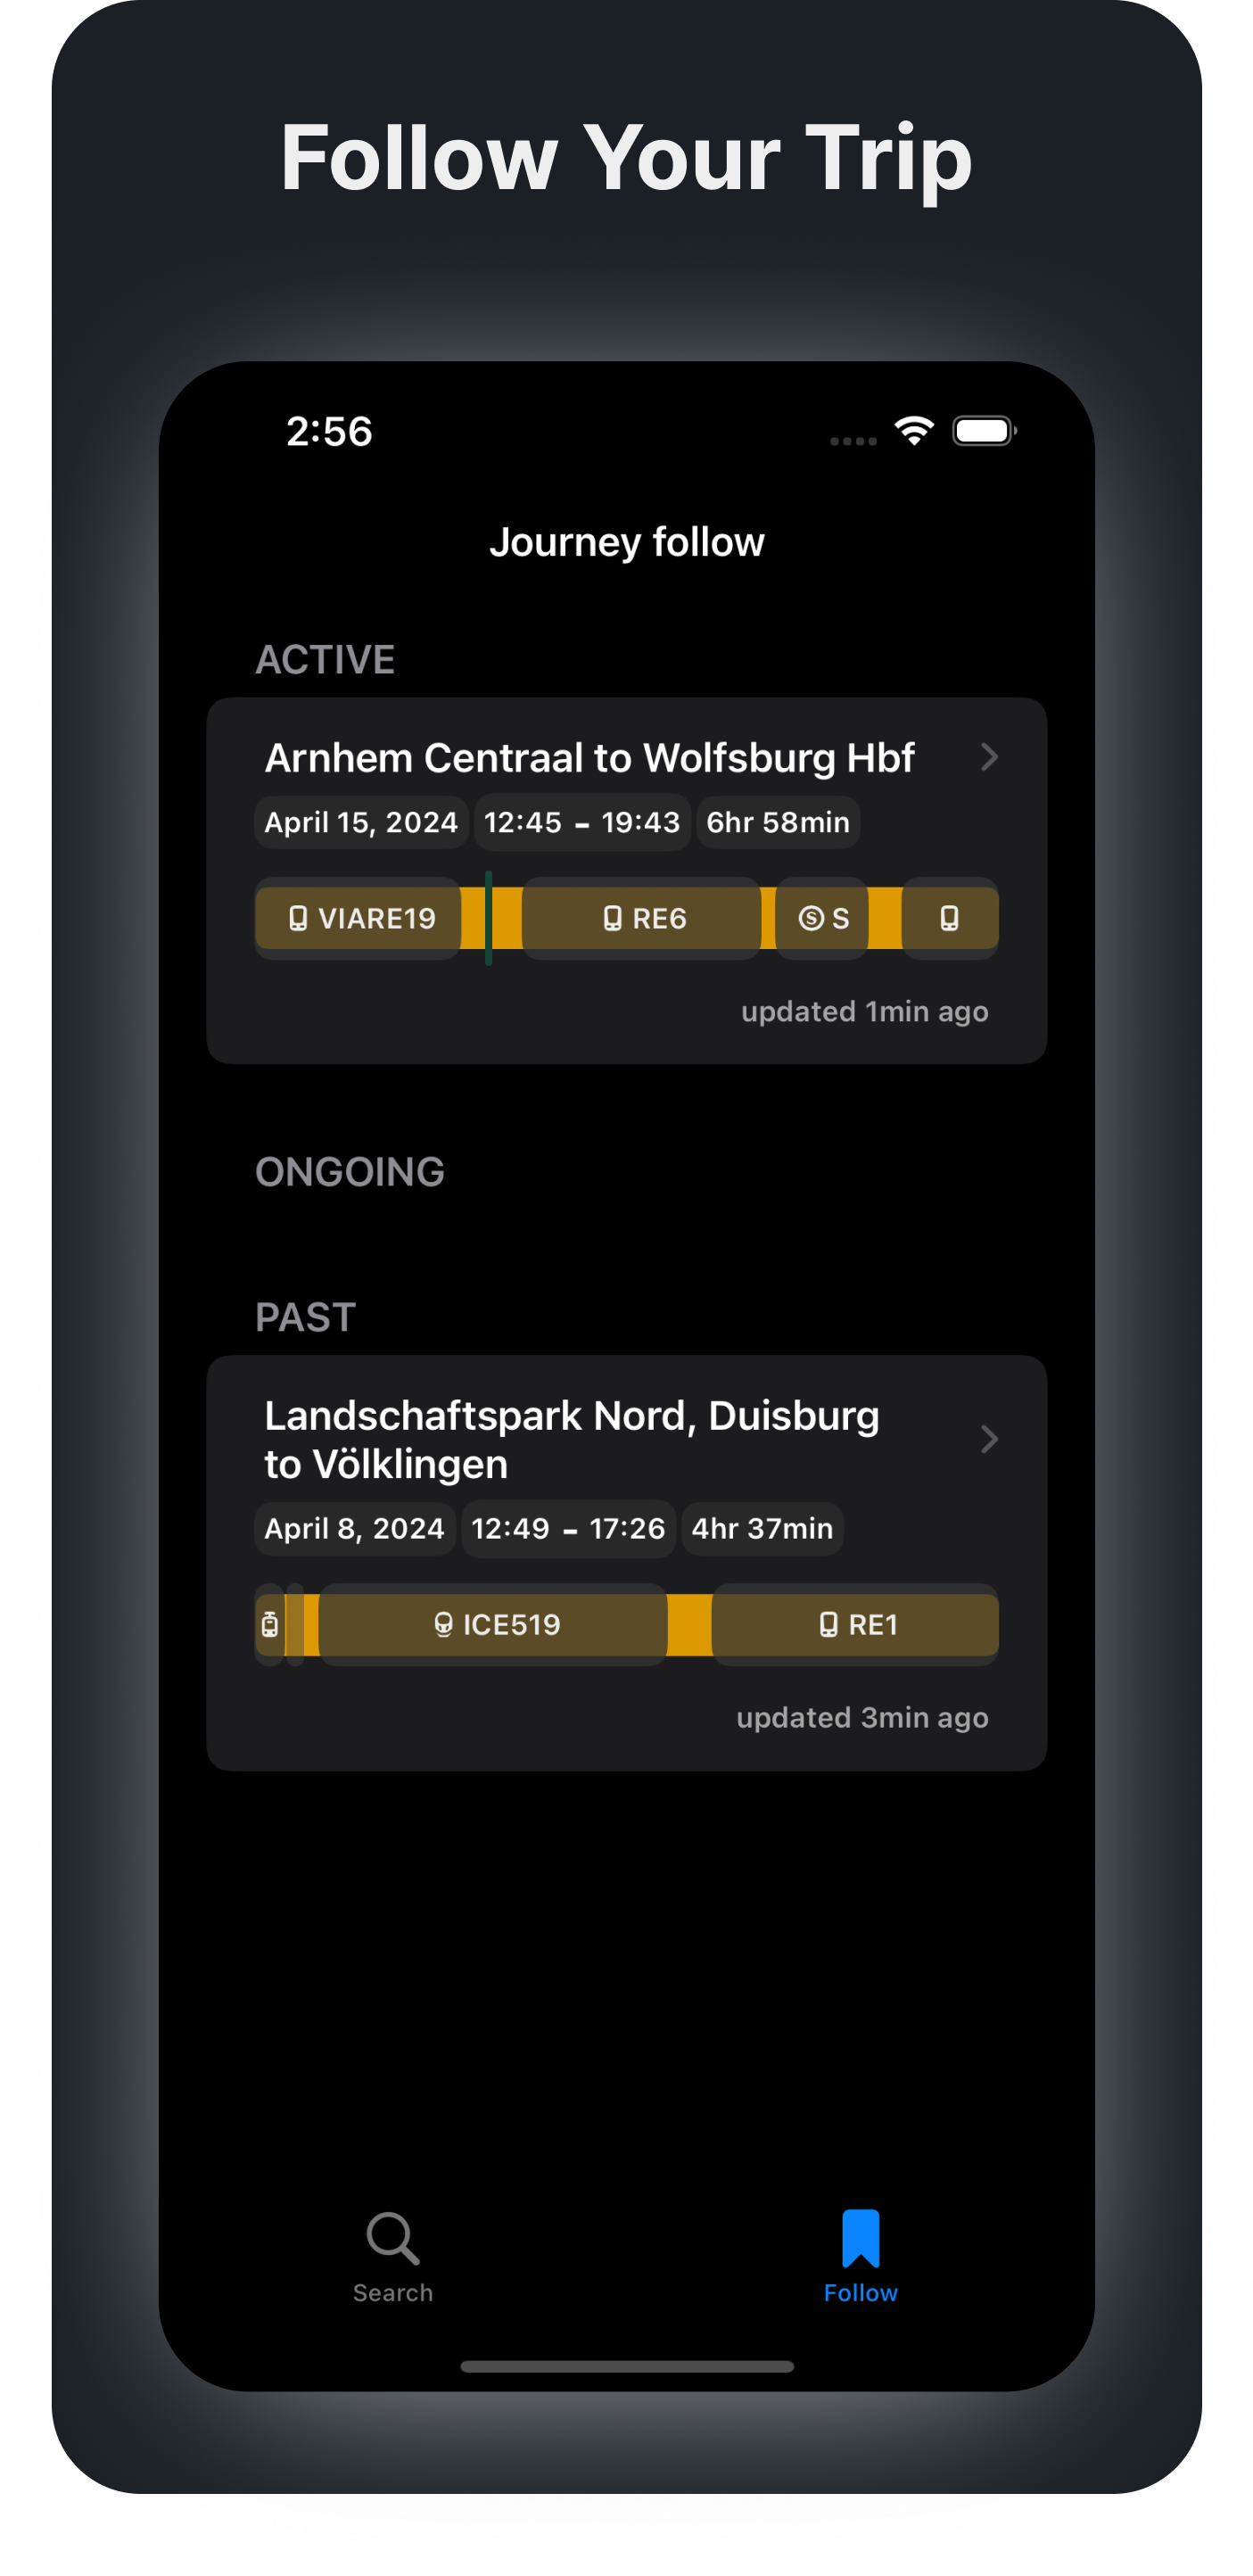 Follow Your Trip
2:56
Journey follow
ACTIVE
Arnhem Centraal to Wolfsburg Hbf
April 15, 2024 12:45 - 19:43 6hr 58min
VIARE19 RE6 S S
updated 1min ago
ONGOING
PAST
Landschaftspark Nord, Duisburg
to Völklingen
April 8, 2024 12:49 - 17:26 4hr 37min
ICE519 RE1
updated 3min ago
Search Follow